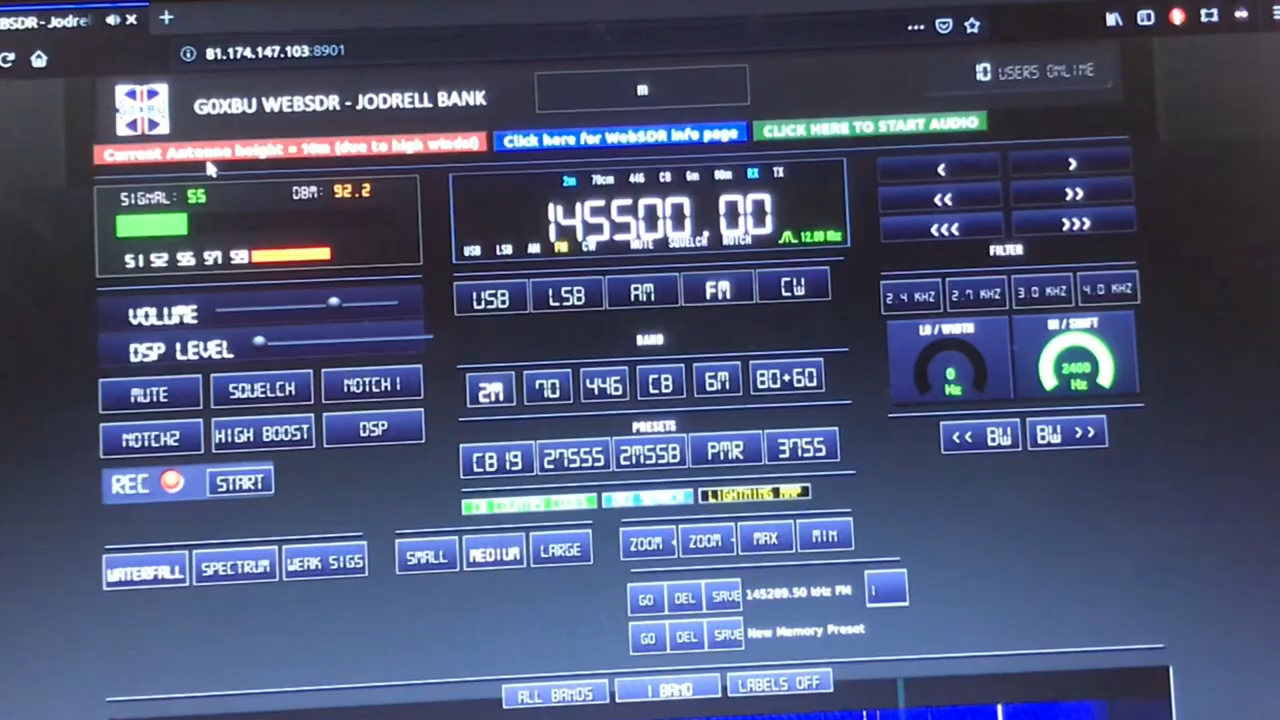 BSDR - Jodrel
81.174.147.103:8901
G0XBU WEBSDR - JODRELL BANK
m
10 USERS ONLINE
Current Antenna height = 10m (due to high winds)
Click here for WebSDR info page
CLICK HERE TO START AUDIO
SIGNAL: S5
DBM: 92.2
S1 S2 S5 S7 S9
2m 70cm 446 CB 6m 80m RX TX
145500.00
USB LSB AM FM CW MUTE SQUELCH NOTCH 12.00 KHz
< >
<< >>
<<< >>>
FILTER
2.4 KHZ 2.7 KHZ 3.0 KHZ 4.0 KHZ
LO / WIDTH HI / SHIFT
0 Hz
2400 Hz
<< BW BW >>
VOLUME
DSP LEVEL
MUTE SQUELCH NOTCH1
NOTCH2 HIGH BOOST DSP
REC START
USB LSB AM FM CW
BAND
2M 70 446 CB 6M 80+60
PRESETS
CB 19 27555 2M55B PMR 3755
LIGHTNING MAP
WATERFALL SPECTRUM WEAK SIGS
SMALL MEDIUM LARGE
ZOOM + ZOOM - MAX MIN
GO DEL SAVE 145289.50 kHz FM
GO DEL SAVE New Memory Preset
ALL BANDS 1 BAND LABELS OFF